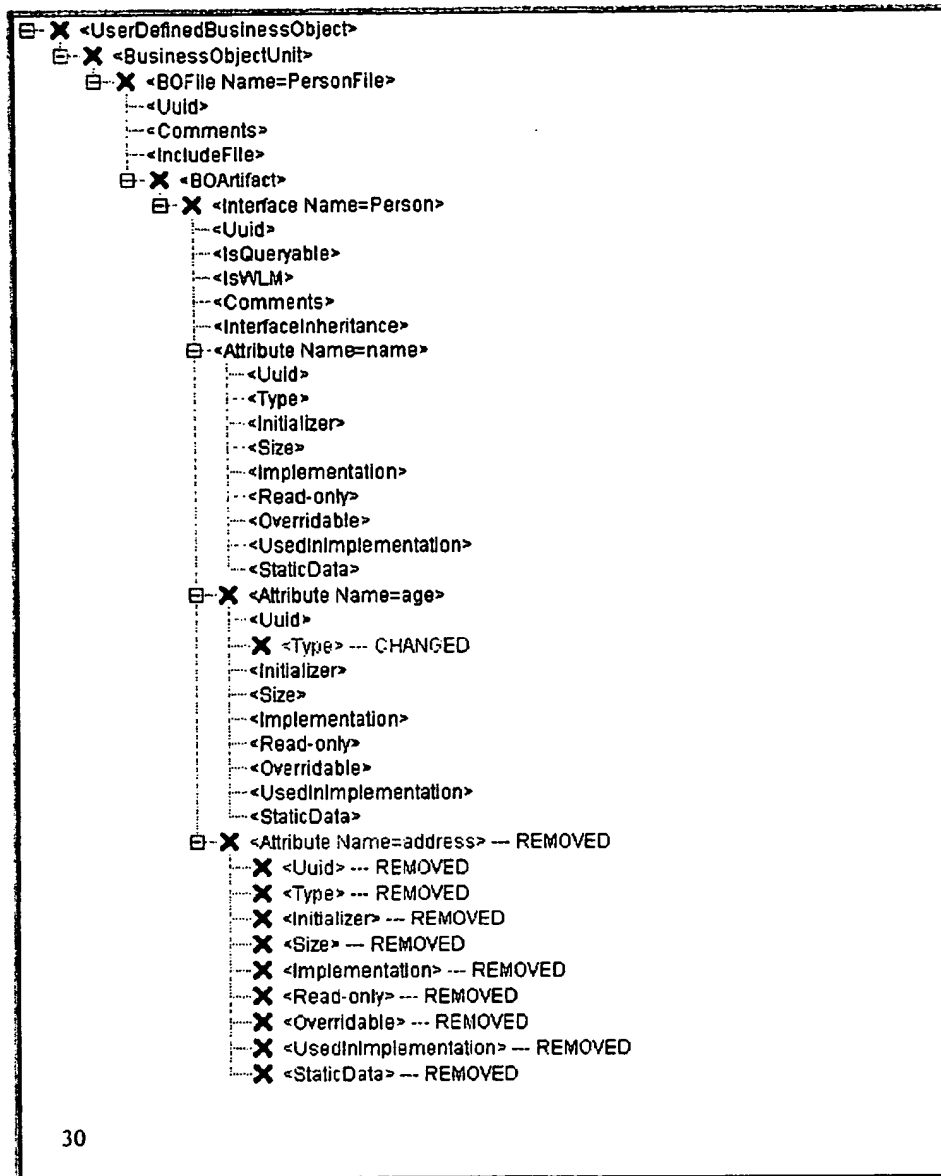 <UserDefinedBusinessObject>
<BusinessObjectUnit>
<BOFile Name=PersonFile>
<Uuid>
<Comments>
<IncludeFile>
<BOArtifact>
<Interface Name=Person>
<Uuid>
<IsQueryable>
<IsWLM>
<Comments>
<InterfaceInheritance>
<Attribute Name=name>
<Uuid>
<Type>
<Initializer>
<Size>
<Implementation>
<Read-only>
<Overridable>
<UsedInImplementation>
<StaticData>
<Attribute Name=age>
<Uuid>
<Type> --- CHANGED
<Initializer>
<Size>
<Implementation>
<Read-only>
<Overridable>
<UsedInImplementation>
<StaticData>
<Attribute Name=address> --- REMOVED
<Uuid> --- REMOVED
<Type> --- REMOVED
<Initializer> --- REMOVED
<Size> --- REMOVED
<Implementation> --- REMOVED
<Read-only> --- REMOVED
<Overridable> --- REMOVED
<UsedInImplementation> --- REMOVED
<StaticData> --- REMOVED
30